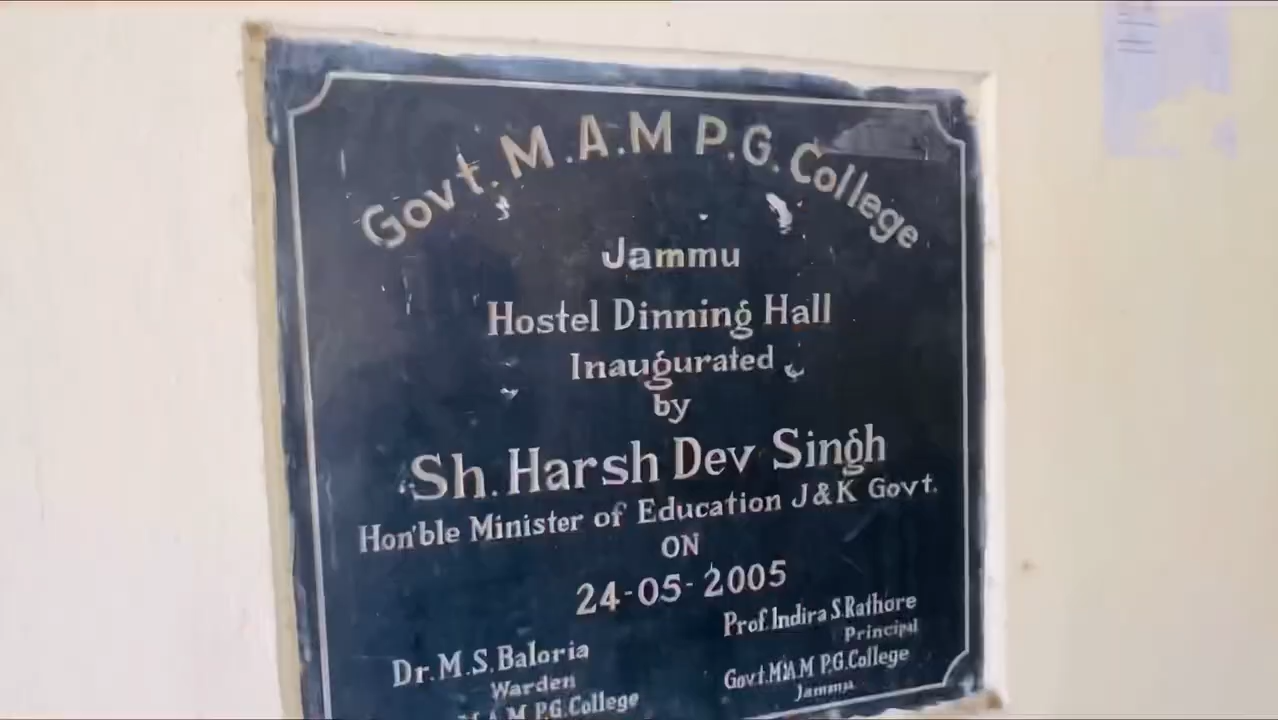 Govt. M.A.M P.G. College
Jammu
Hostel Dinning Hall
Inaugurated
by
Sh. Harsh Dev Singh
Hon'ble Minister of Education J&K Govt.
ON
24-05-2005
Dr. M.S. Baloria
Warden
M.A.M P.G. College
Prof. Indira S. Rathore
Principal
Govt. M.A.M P.G. College
Jammu